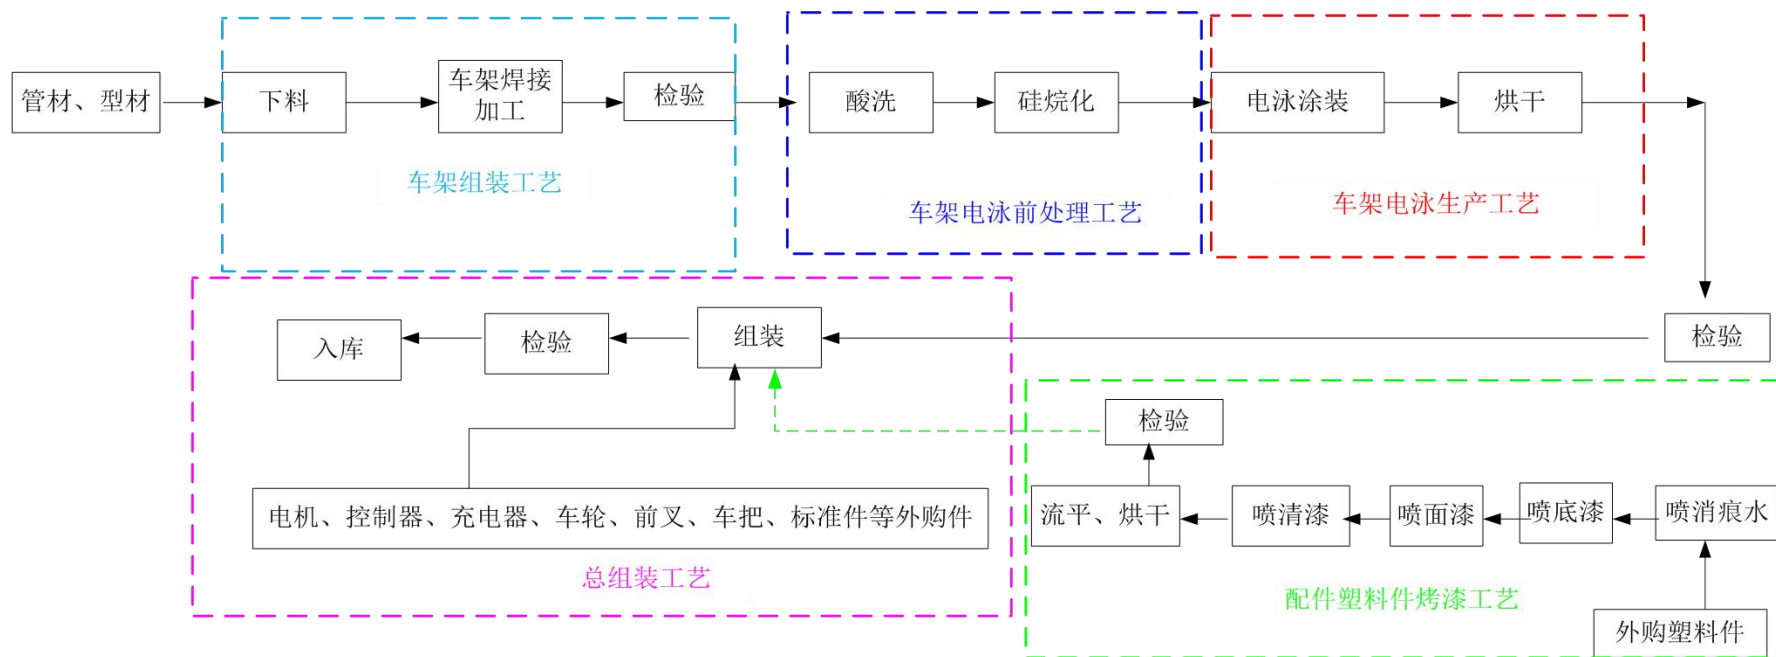 管材、型材
下料
车架焊接
加工
检验
酸洗
硅烷化
电泳涂装
烘干
车架组装工艺
车架电泳前处理工艺
车架电泳生产工艺
入库
检验
组装
检验
检验
电机、控制器、充电器、车轮、前叉、车把、标准件等外购件
流平、烘干
喷清漆
喷面漆
喷底漆
喷消痕水
总组装工艺
配件塑料件烤漆工艺
外购塑料件